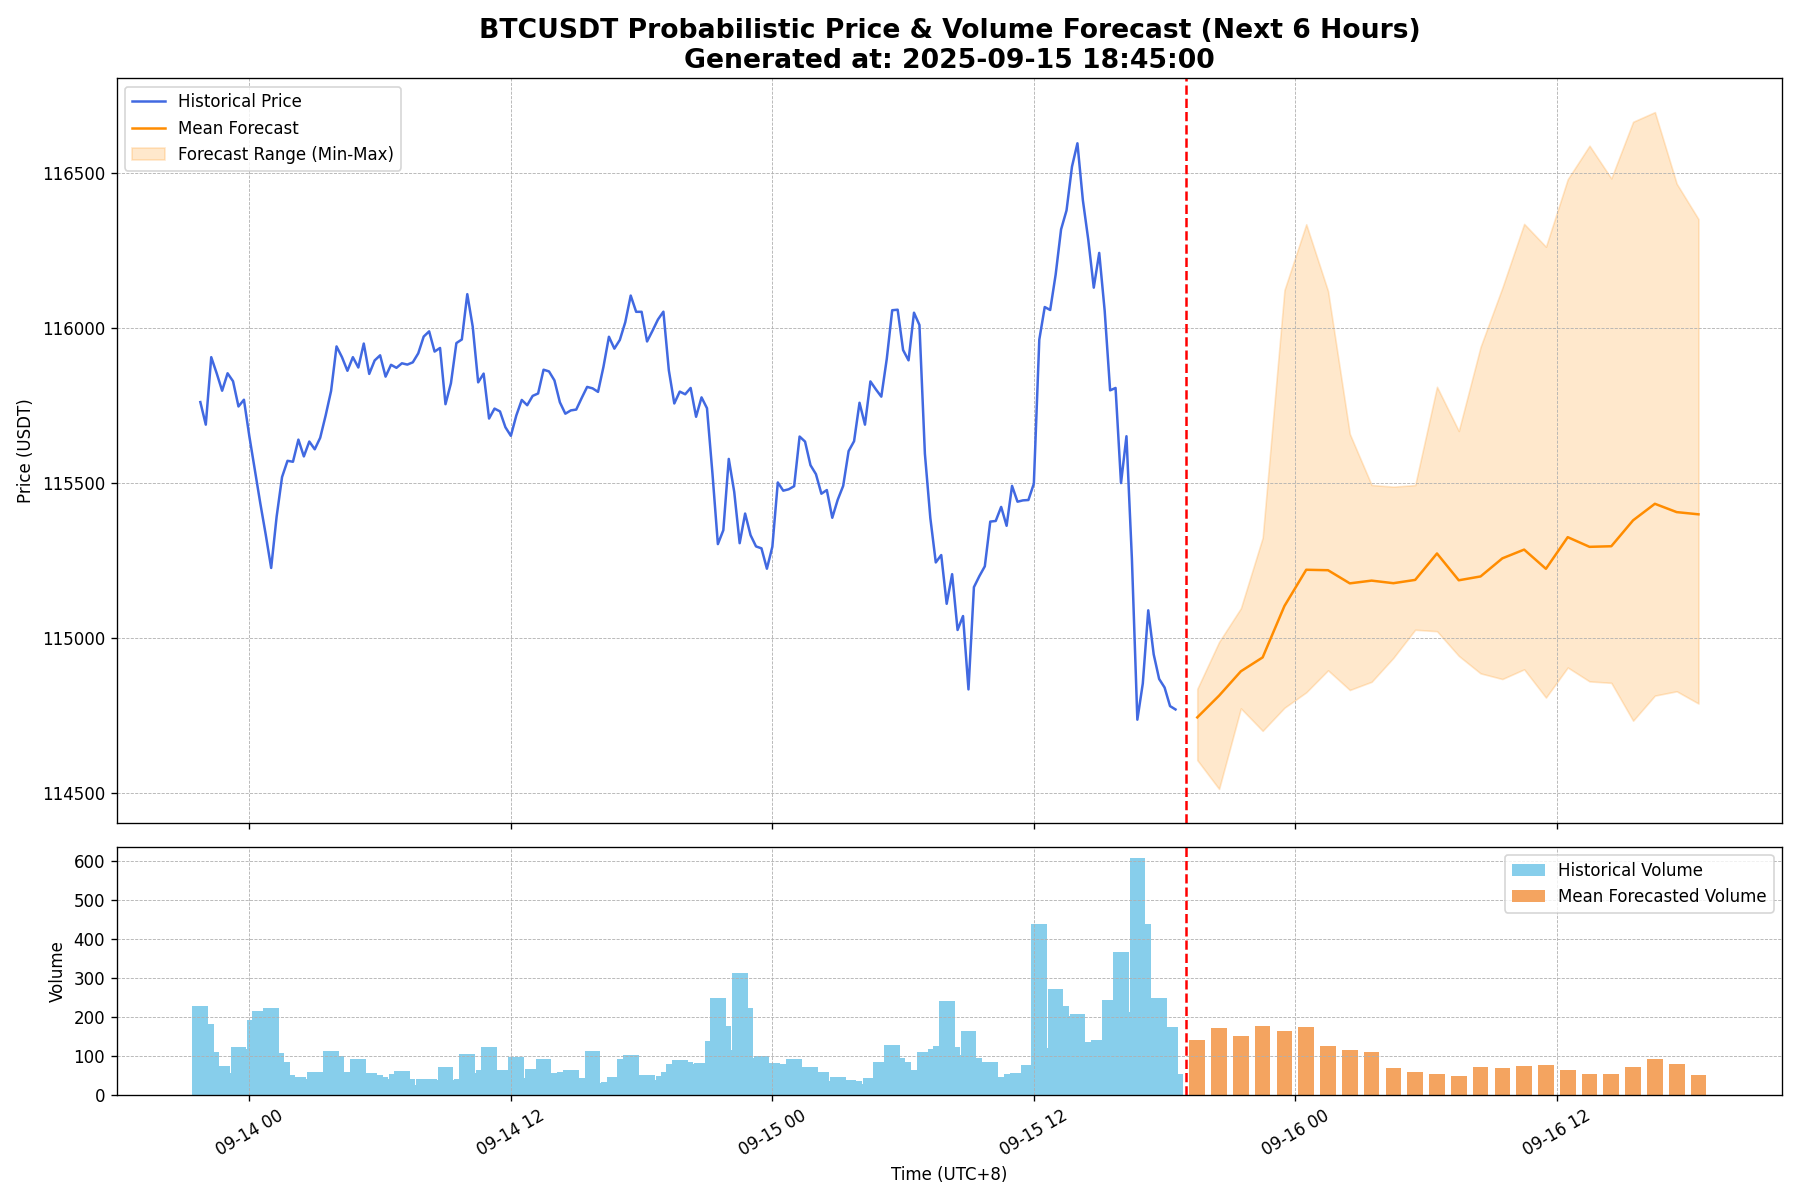 BTCUSDT Probabilistic Price & Volume Forecast (Next 6 Hours)
Generated at: 2025-09-15 18:45:00
Historical Price
Mean Forecast
Forecast Range (Min-Max)
Price (USDT)
116500
116000
115500
115000
114500
Historical Volume
Mean Forecasted Volume
Volume
600
500
400
300
200
100
0
09-14 00
09-14 12
09-15 00
09-15 12
09-16 00
09-16 12
Time (UTC+8)